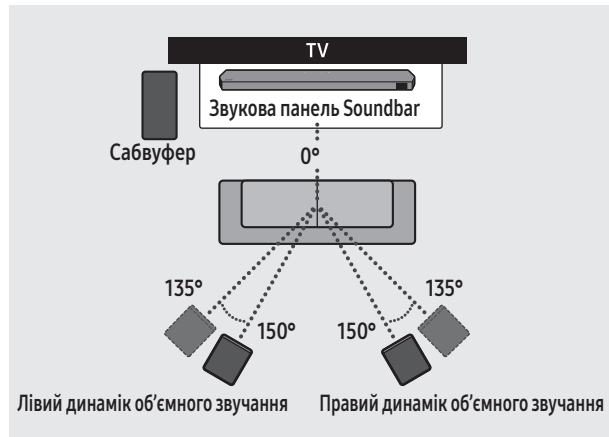 TV
Звукова панель Soundbar
Сабвуфер
0°
135° 135°
150° 150°
Лівий динамік об’ємного звучання Правий динамік об’ємного звучання